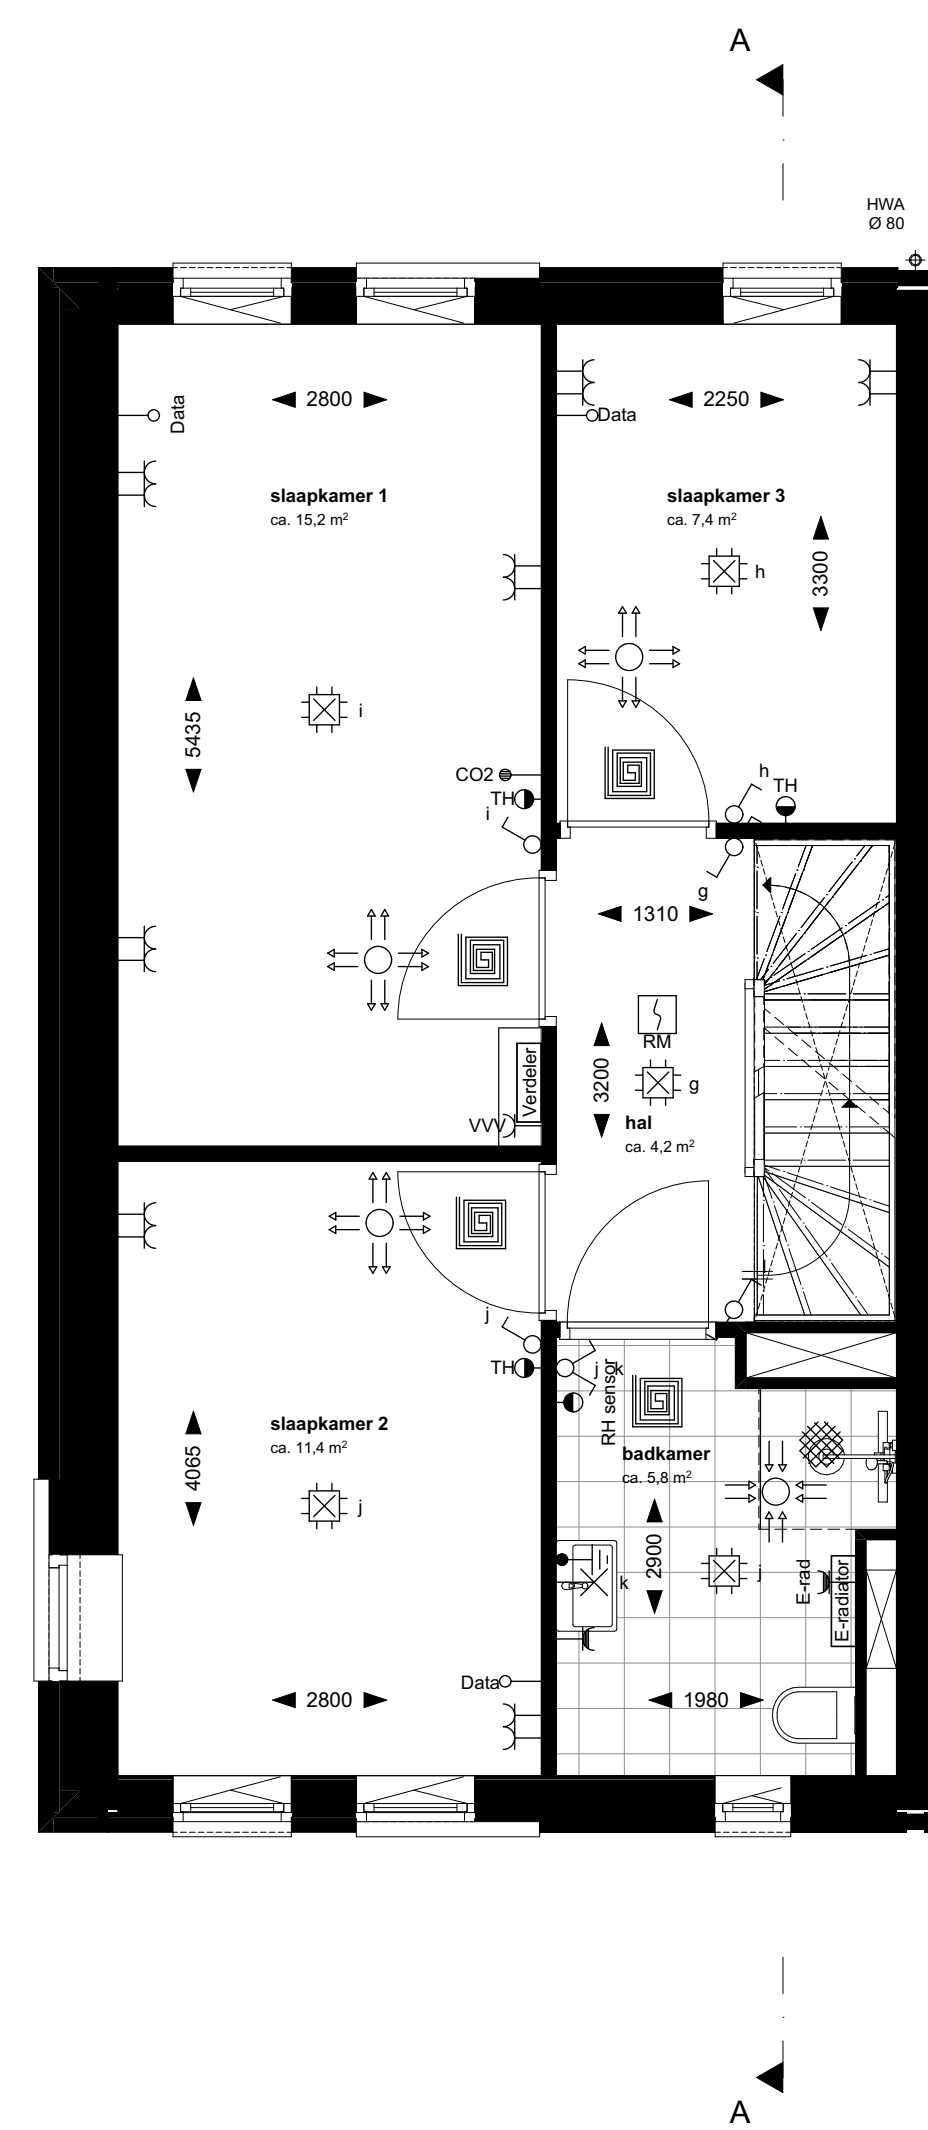 A
HWA
Ø 80
2800
2250
Data
Data
slaapkamer 1
ca. 15,2 m²
slaapkamer 3
ca. 7,4 m²
3300
h
5435
i
CO2
TH
i
h
TH
g
1310
RM
3200
g
hal
ca. 4,2 m²
Verdeler
VVV
j
TH
j
k
RH sensor
slaapkamer 2
ca. 11,4 m²
4065
j
badkamer
ca. 5,8 m²
2900
k
j
E-rad
E-radiator
Data
2800
1980
A